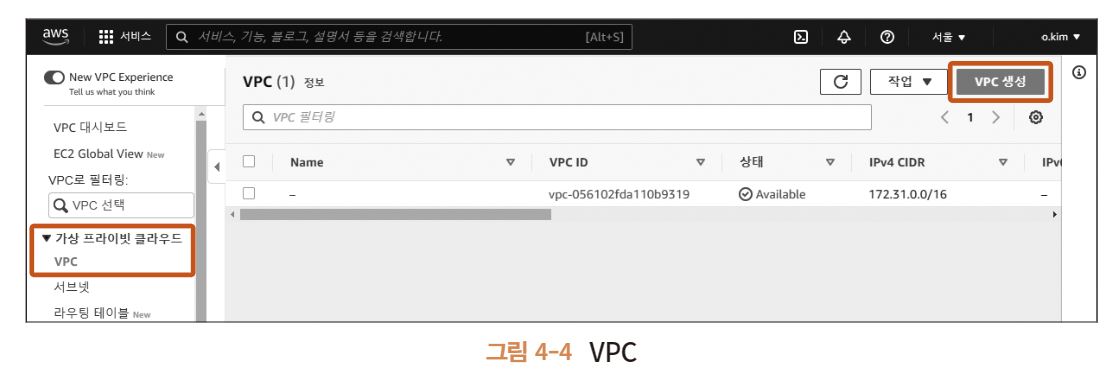 aws 서비스 서비스, 기능, 블로그, 설명서 등을 검색합니다. [Alt+S] 서울 ▼ o.kim ▼
New VPC Experience
Tell us what you think
VPC 대시보드
EC2 Global View New
VPC로 필터링:
VPC 선택
▼ 가상 프라이빗 클라우드
VPC
서브넷
라우팅 테이블 New
VPC (1) 정보 작업 ▼ VPC 생성
VPC 필터링 < 1 >
Name VPC ID 상태 IPv4 CIDR IPv
– vpc-056102fda110b9319 Available 172.31.0.0/16 –
그림 4-4 VPC